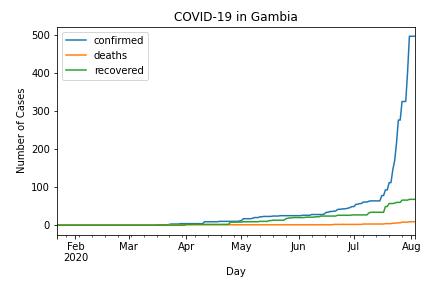 COVID-19 in Gambia
confirmed
deaths
recovered
Number of Cases
500
400
300
200
100
0
Feb
2020
Mar
Apr
May
Jun
Jul
Aug
Day